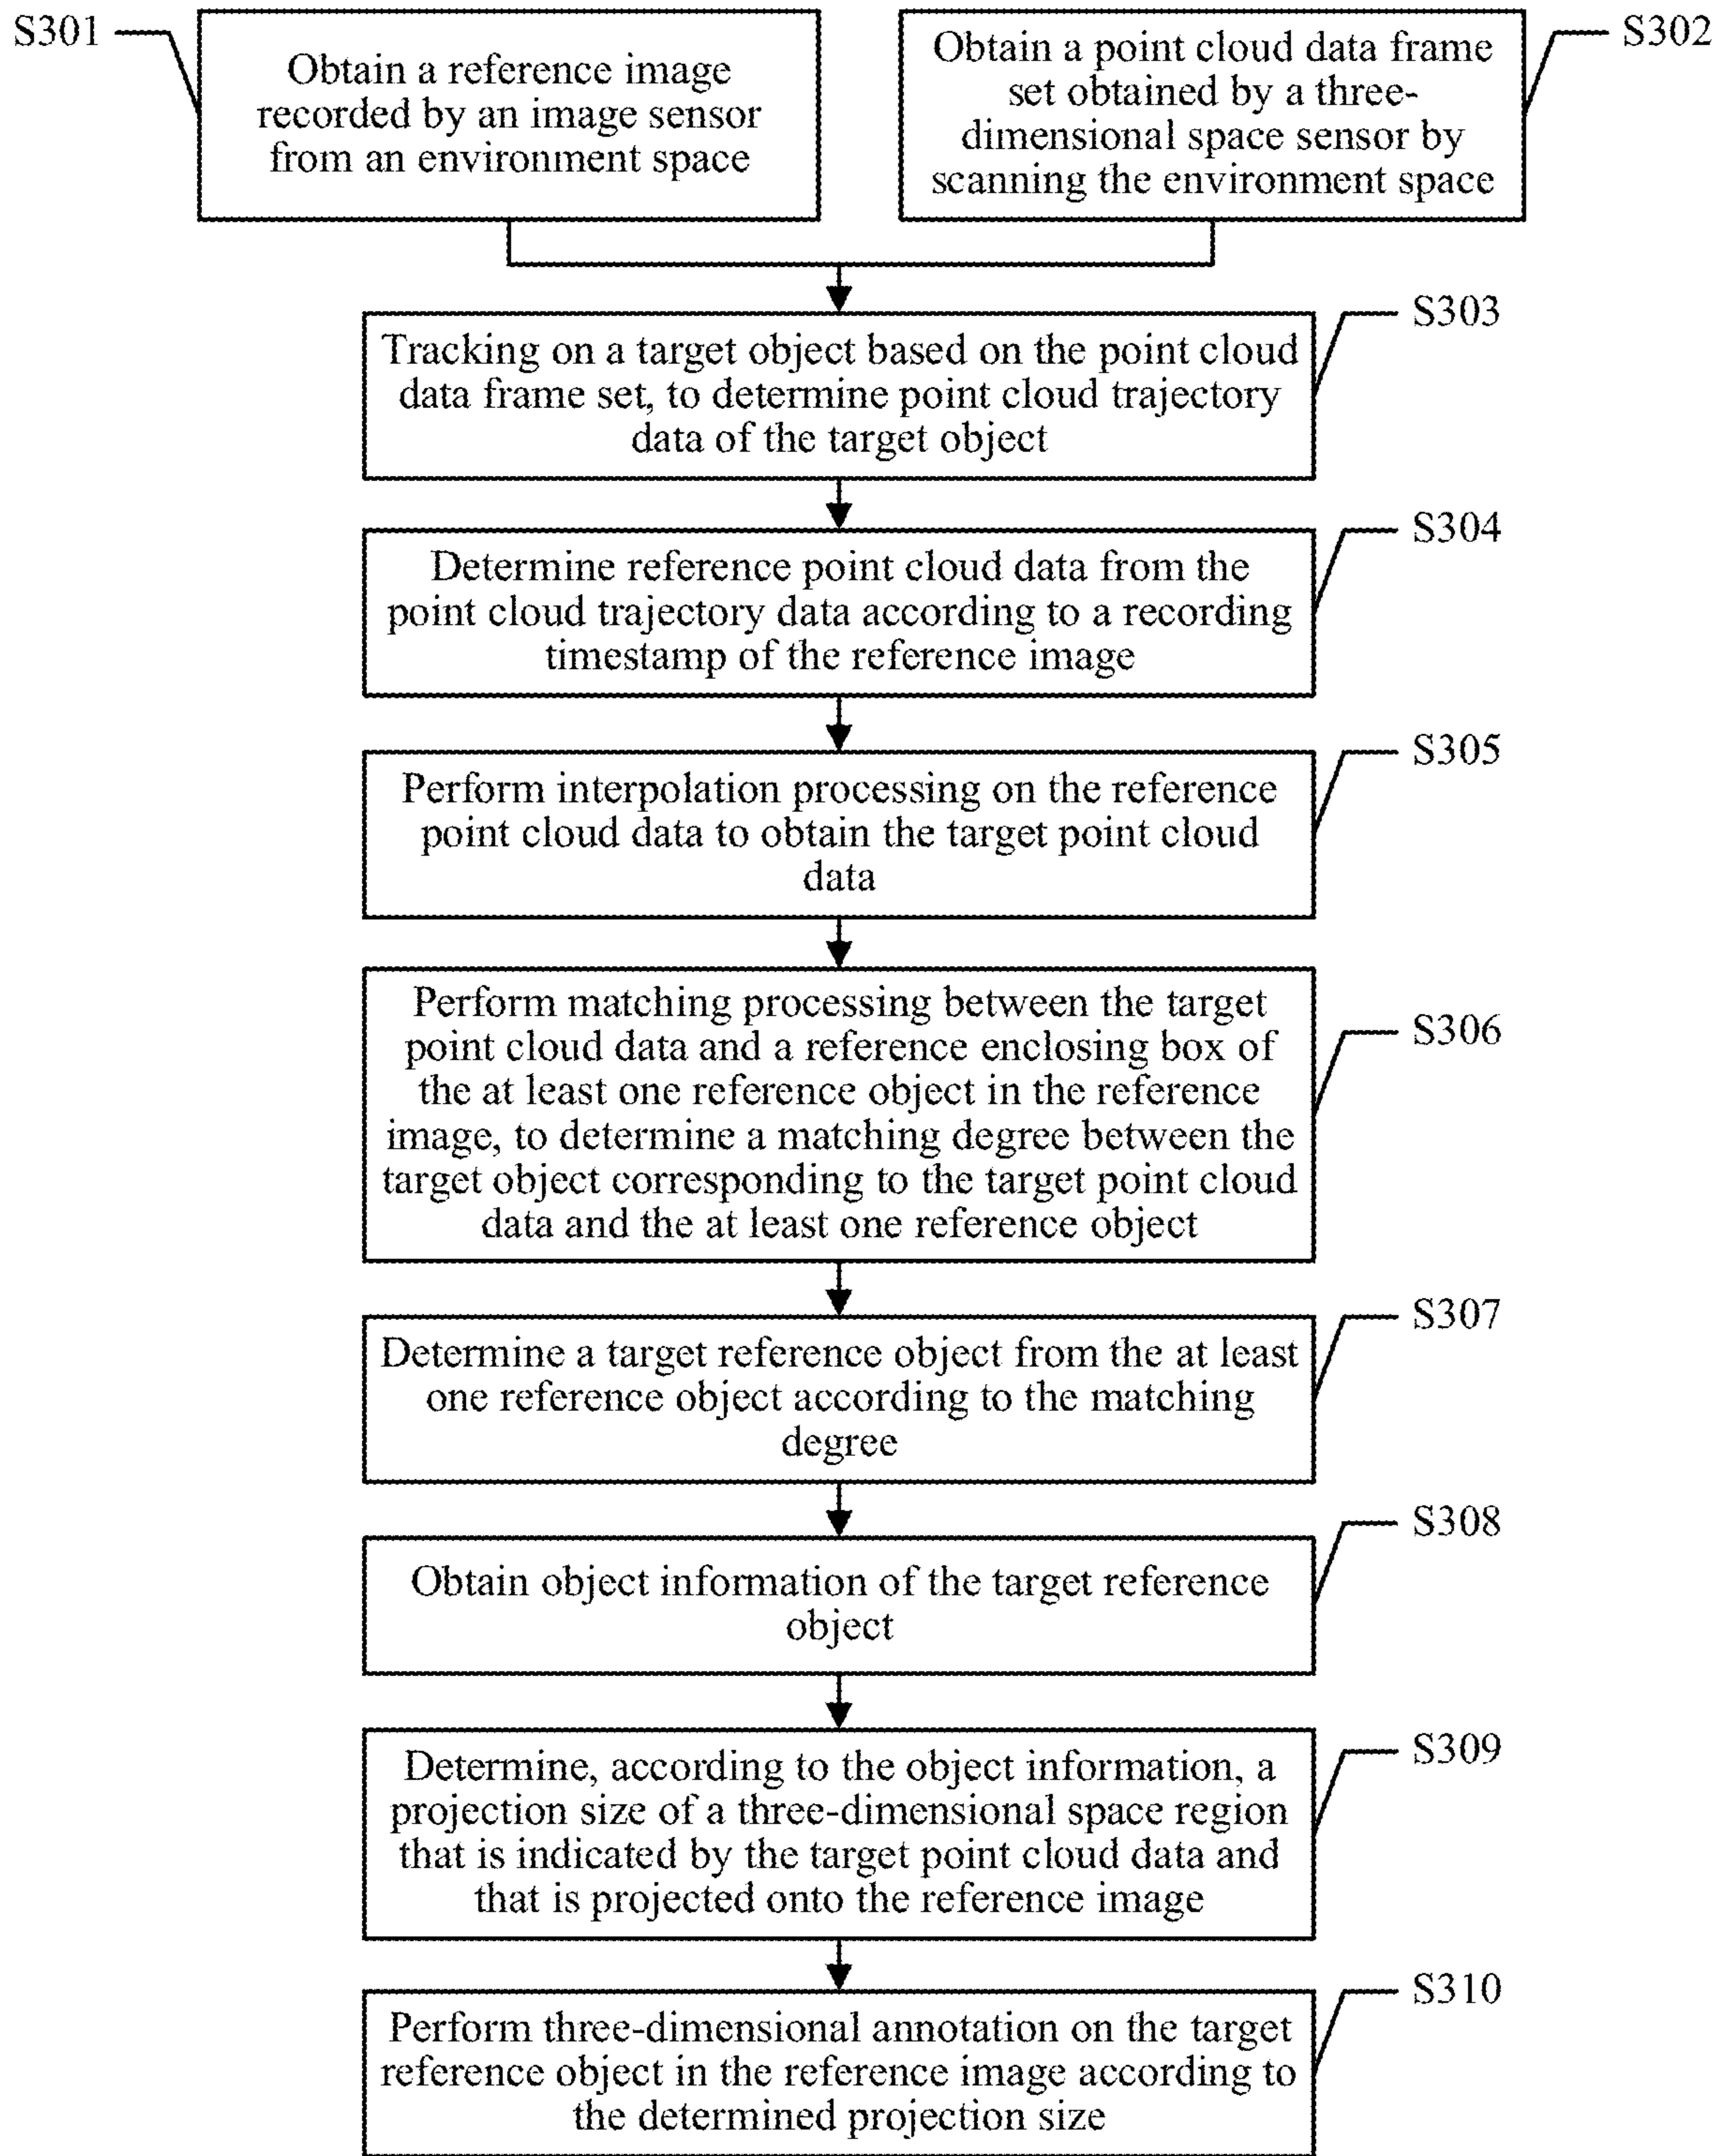 S301
Obtain a reference image
recorded by an image sensor
from an environment space
Obtain a point cloud data frame
set obtained by a three-
dimensional space sensor by
scanning the environment space
S302
Tracking on a target object based on the point cloud
data frame set, to determine point cloud trajectory
data of the target object
S303
Determine reference point cloud data from the
point cloud trajectory data according to a recording
timestamp of the reference image
S304
Perform interpolation processing on the reference
point cloud data to obtain the target point cloud
data
S305
Perform matching processing between the target
point cloud data and a reference enclosing box of
the at least one reference object in the reference
image, to determine a matching degree between the
target object corresponding to the target point cloud
data and the at least one reference object
S306
Determine a target reference object from the at least
one reference object according to the matching
degree
S307
Obtain object information of the target reference
object
S308
Determine, according to the object information, a
projection size of a three-dimensional space region
that is indicated by the target point cloud data and
that is projected onto the reference image
S309
Perform three-dimensional annotation on the target
reference object in the reference image according to
the determined projection size
S310